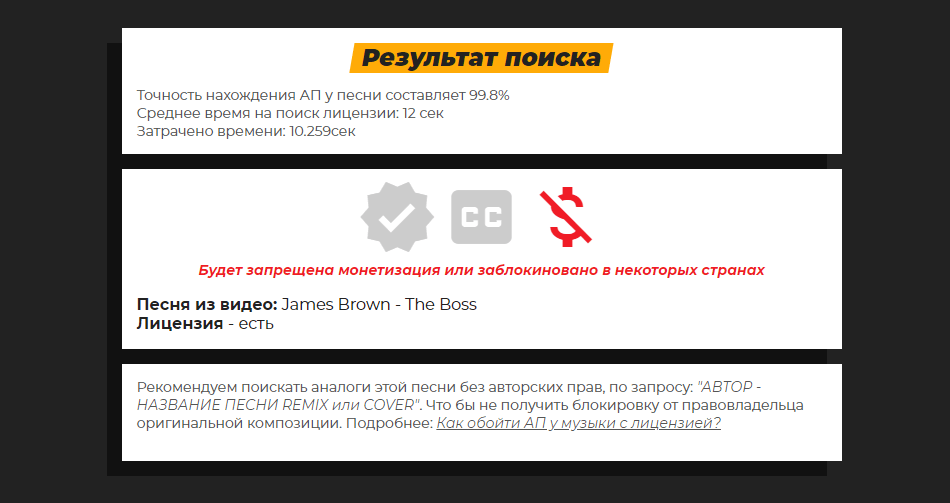 Результат поиска
Точность нахождения АП у песни составляет 99.8%
Среднее время на поиск лицензии: 12 сек
Затрачено времени: 10.259сек
CC
Будет запрещена монетизация или заблокиновано в некоторых странах
Песня из видео: James Brown - The Boss
Лицензия - есть
Рекомендуем поискать аналоги этой песни без авторских прав, по запросу: "АВТОР -
НАЗВАНИЕ ПЕСНИ REMIX или COVER". Что бы не получить блокировку от правовладельца
оригинальной композиции. Подробнее: Как обойти АП у музыки с лицензией?